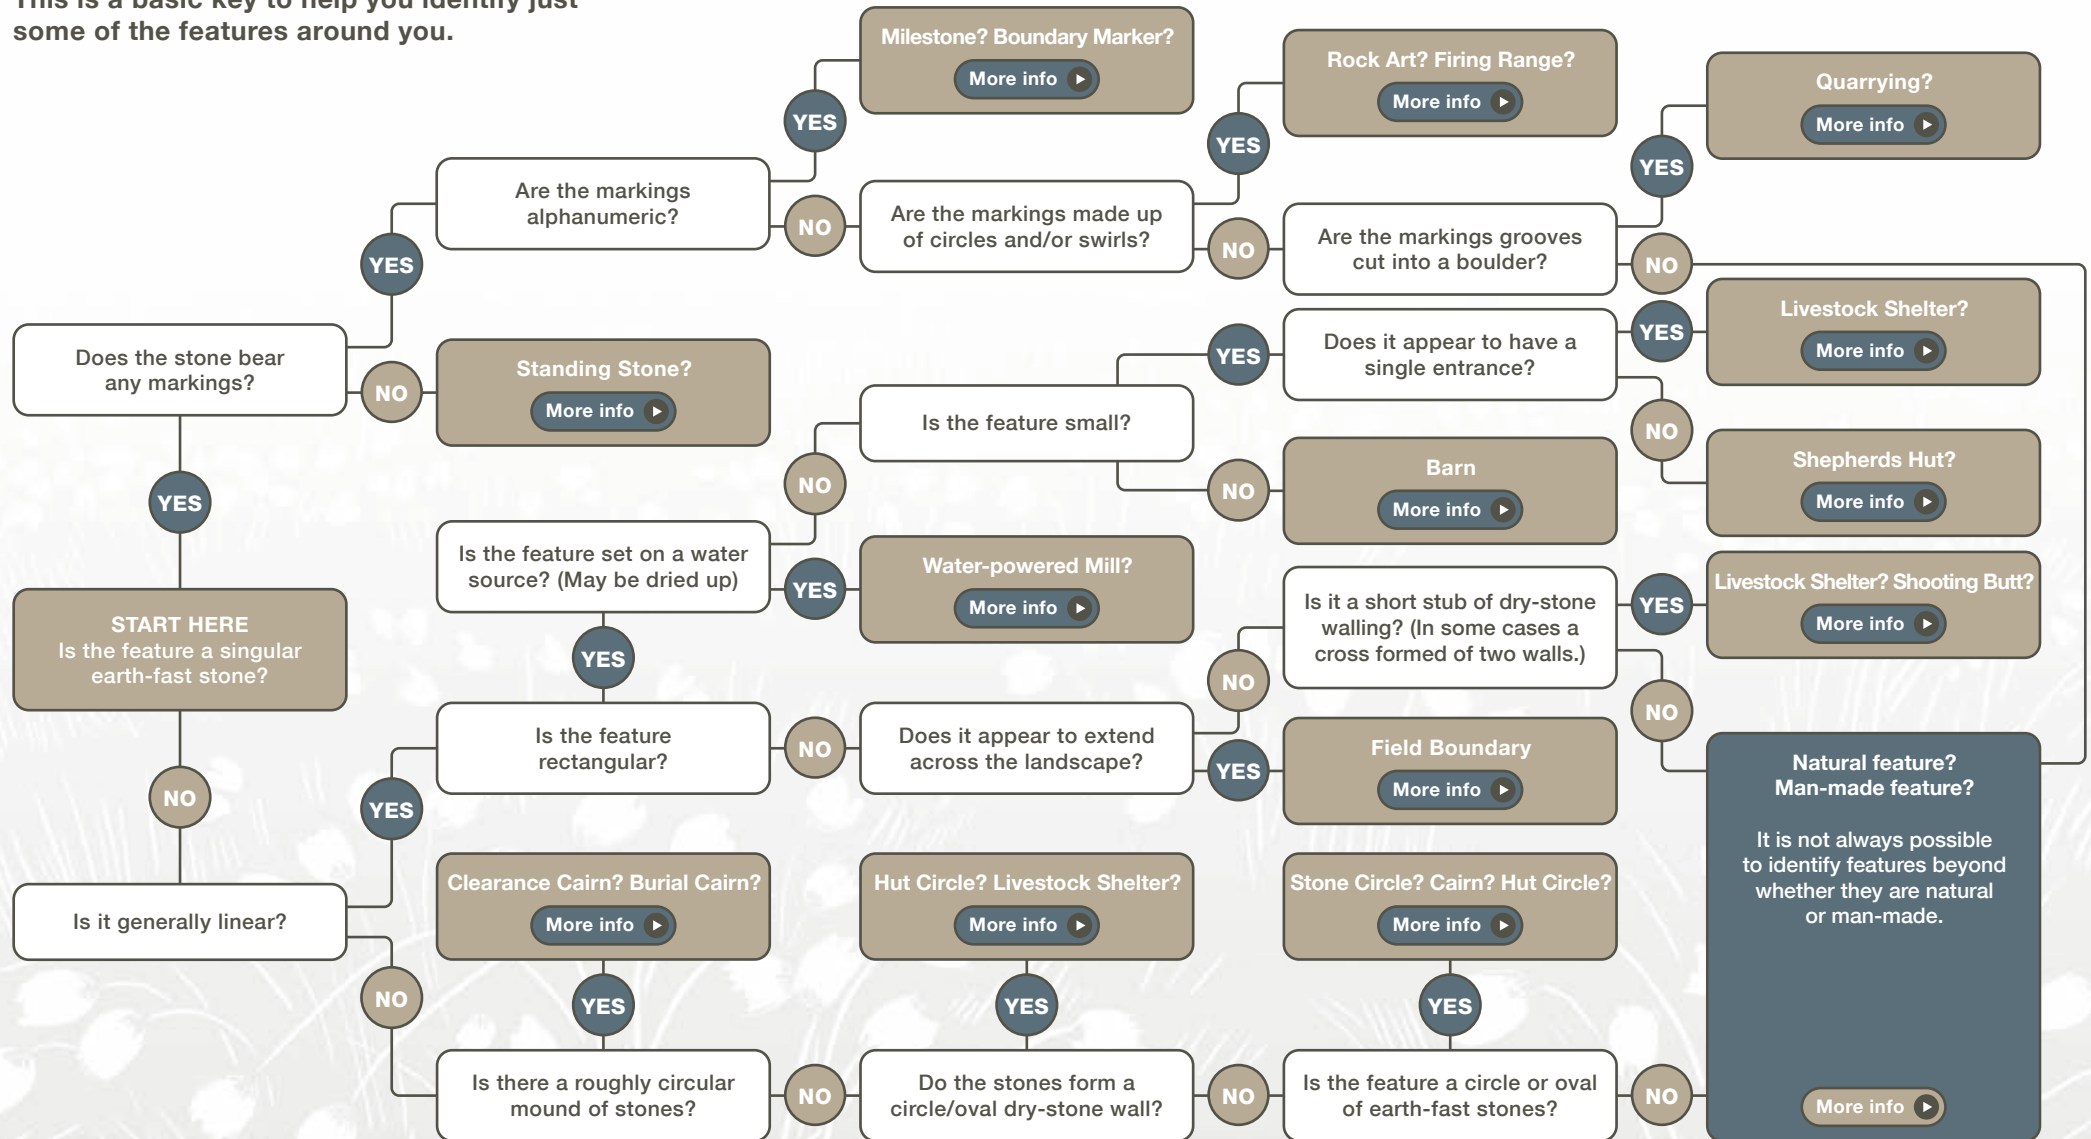 This is a basic key to help you identify just
some of the features around you.
Milestone? Boundary Marker?
More info
Rock Art? Firing Range?
More info
Quarrying?
More info
YES
YES
YES
Are the markings
alphanumeric?
NO
Are the markings made up
of circles and/or swirls?
NO
Are the markings grooves
cut into a boulder?
NO
YES
Does the stone bear
any markings?
NO
Standing Stone?
More info
YES
Does it appear to have a
single entrance?
YES
Livestock Shelter?
More info
Is the feature small?
NO
NO
Shepherds Hut?
More info
NO
Barn
More info
YES
Is the feature set on a water
source? (May be dried up)
YES
Water-powered Mill?
More info
Is it a short stub of dry-stone
walling? (In some cases a
cross formed of two walls.)
YES
Livestock Shelter? Shooting Butt?
More info
START HERE
Is the feature a singular
earth-fast stone?
YES
NO
NO
Is the feature
rectangular?
NO
Does it appear to extend
across the landscape?
YES
Field Boundary
More info
Natural feature?
Man-made feature?
It is not always possible
to identify features beyond
whether they are natural
or man-made.
More info
NO
YES
Is it generally linear?
NO
Clearance Cairn? Burial Cairn?
More info
Hut Circle? Livestock Shelter?
More info
Stone Circle? Cairn? Hut Circle?
More info
YES
YES
YES
Is there a roughly circular
mound of stones?
NO
Do the stones form a
circle/oval dry-stone wall?
NO
Is the feature a circle or oval
of earth-fast stones?
NO